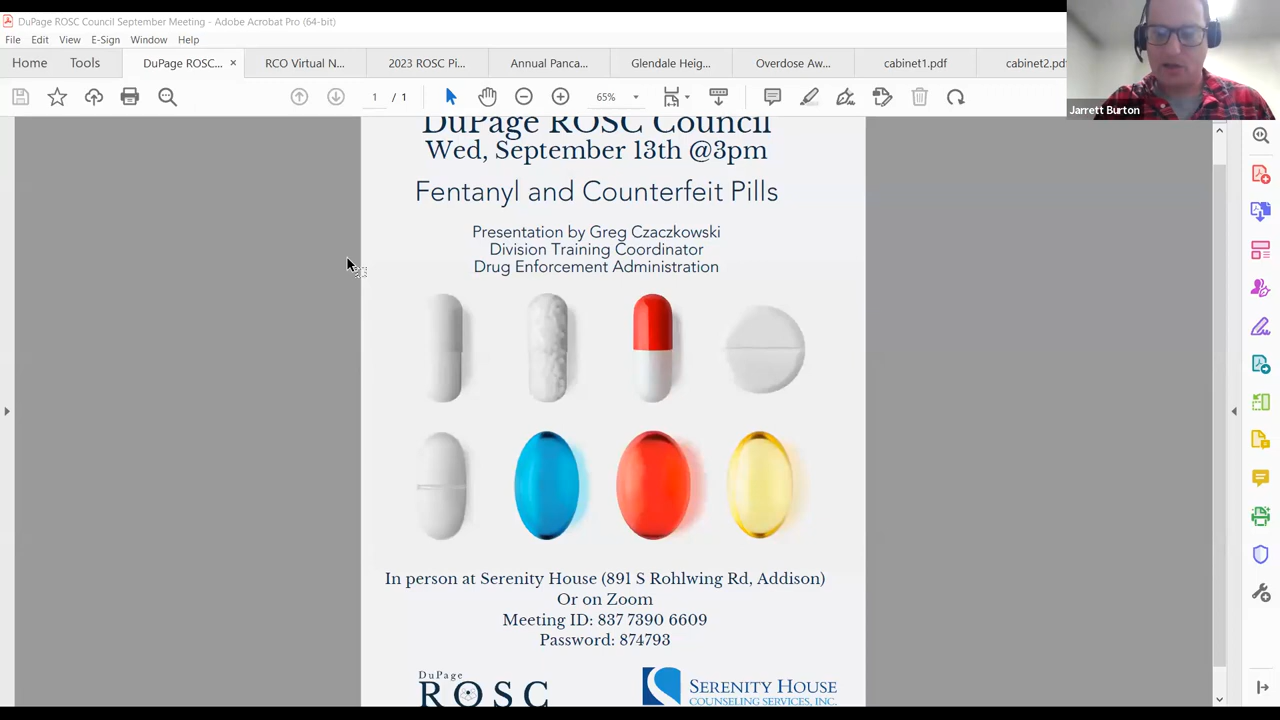 DuPage ROSC Council September Meeting - Adobe Acrobat Pro (64-bit)
File Edit View E-Sign Window Help
Home Tools DuPage ROSC... × RCO Virtual N... 2023 ROSC Pi... Annual Panca... Glendale Heig... Overdose Aw... cabinet1.pdf cabinet2.pdf
1 / 1 65%
Jarrett Burton
DuPage ROSC Council
Wed, September 13th @3pm
Fentanyl and Counterfeit Pills
Presentation by Greg Czaczkowski
Division Training Coordinator
Drug Enforcement Administration
In person at Serenity House (891 S Rohlwing Rd, Addison)
Or on Zoom
Meeting ID: 837 7390 6609
Password: 874793
DuPage
ROSC
SERENITY HOUSE
COUNSELING SERVICES, INC.